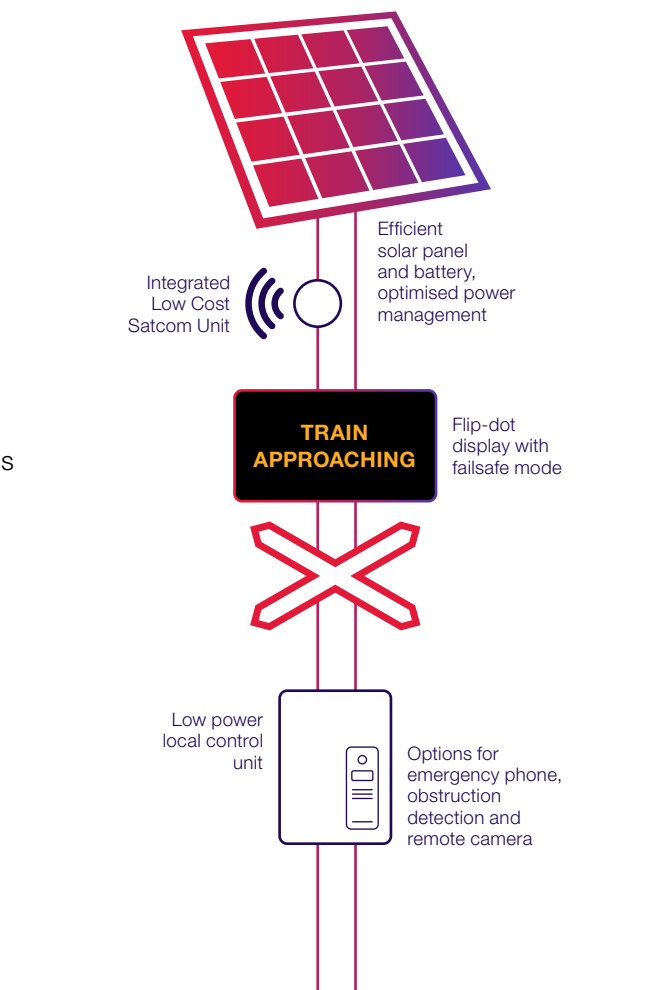 Efficient
solar panel
and battery,
optimised power
management
Integrated
Low Cost
Satcom Unit
TRAIN
APPROACHING
Flip-dot
display with
failsafe mode
s
Low power
local control
unit
Options for
emergency phone,
obstruction
detection and
remote camera